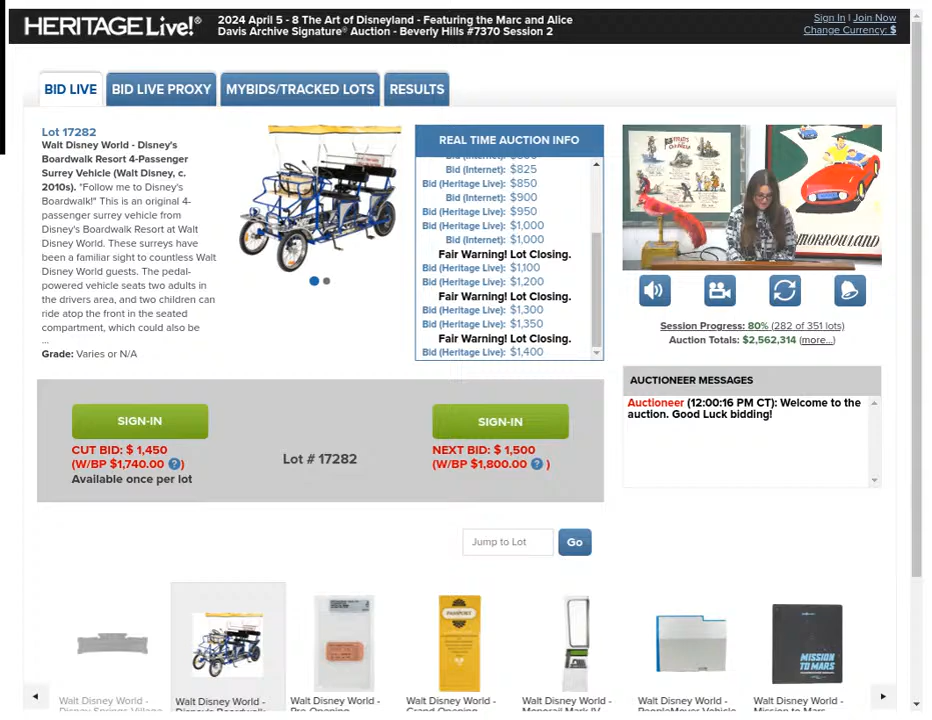 HERITAGE Live!®
2024 April 5 - 8 The Art of Disneyland - Featuring the Marc and Alice
Davis Archive Signature® Auction - Beverly Hills #7370 Session 2
Sign In | Join Now
Change Currency: $
BID LIVE
BID LIVE PROXY
MYBIDS/TRACKED LOTS
RESULTS
Lot 17282
Walt Disney World - Disney's
Boardwalk Resort 4-Passenger
Surrey Vehicle (Walt Disney, c.
2010s). "Follow me to Disney's
Boardwalk!" This is an original 4-
passenger surrey vehicle from
Disney's Boardwalk Resort at Walt
Disney World. These surreys have
been a familiar sight to countless Walt
Disney World guests. The pedal-
powered vehicle seats two adults in
the drivers area, and two children can
ride atop the front in the seated
compartment, which could also be
...
Grade: Varies or N/A
REAL TIME AUCTION INFO
Bid (Internet): $825
Bid (Heritage Live): $850
Bid (Internet): $900
Bid (Heritage Live): $950
Bid (Heritage Live): $1,000
Bid (Internet): $1,000
Fair Warning! Lot Closing.
Bid (Heritage Live): $1,100
Bid (Heritage Live): $1,200
Fair Warning! Lot Closing.
Bid (Heritage Live): $1,300
Bid (Heritage Live): $1,350
Fair Warning! Lot Closing.
Bid (Heritage Live): $1,400
Session Progress: 80% (282 of 351 lots)
Auction Totals: $2,562,314 (more...)
AUCTIONEER MESSAGES
Auctioneer (12:00:16 PM CT): Welcome to the
auction. Good Luck bidding!
SIGN-IN
CUT BID: $ 1,450
(W/BP $1,740.00 ?)
Available once per lot
Lot # 17282
SIGN-IN
NEXT BID: $ 1,500
(W/BP $1,800.00 ? )
Jump to Lot
Go
PASSPORT
MISSION
TO MARS
Walt Disney World -
Walt Disney World -
Walt Disney World -
Walt Disney World -
Walt Disney World -
Walt Disney World -
Walt Disney World -